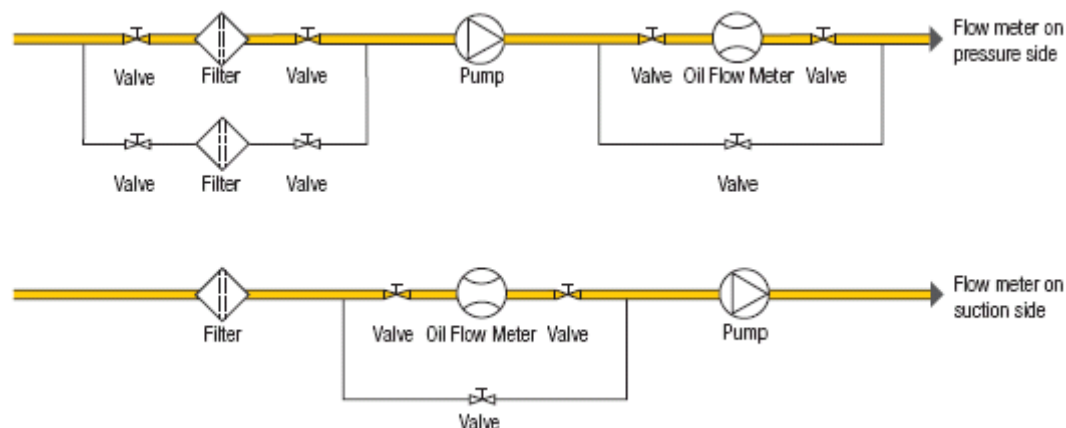 Flow meter on
pressure side
Valve Filter Valve Pump Valve Oil Flow Meter Valve
Valve Filter Valve Valve
Flow meter on
suction side
Filter Valve Oil Flow Meter Valve Pump
Valve